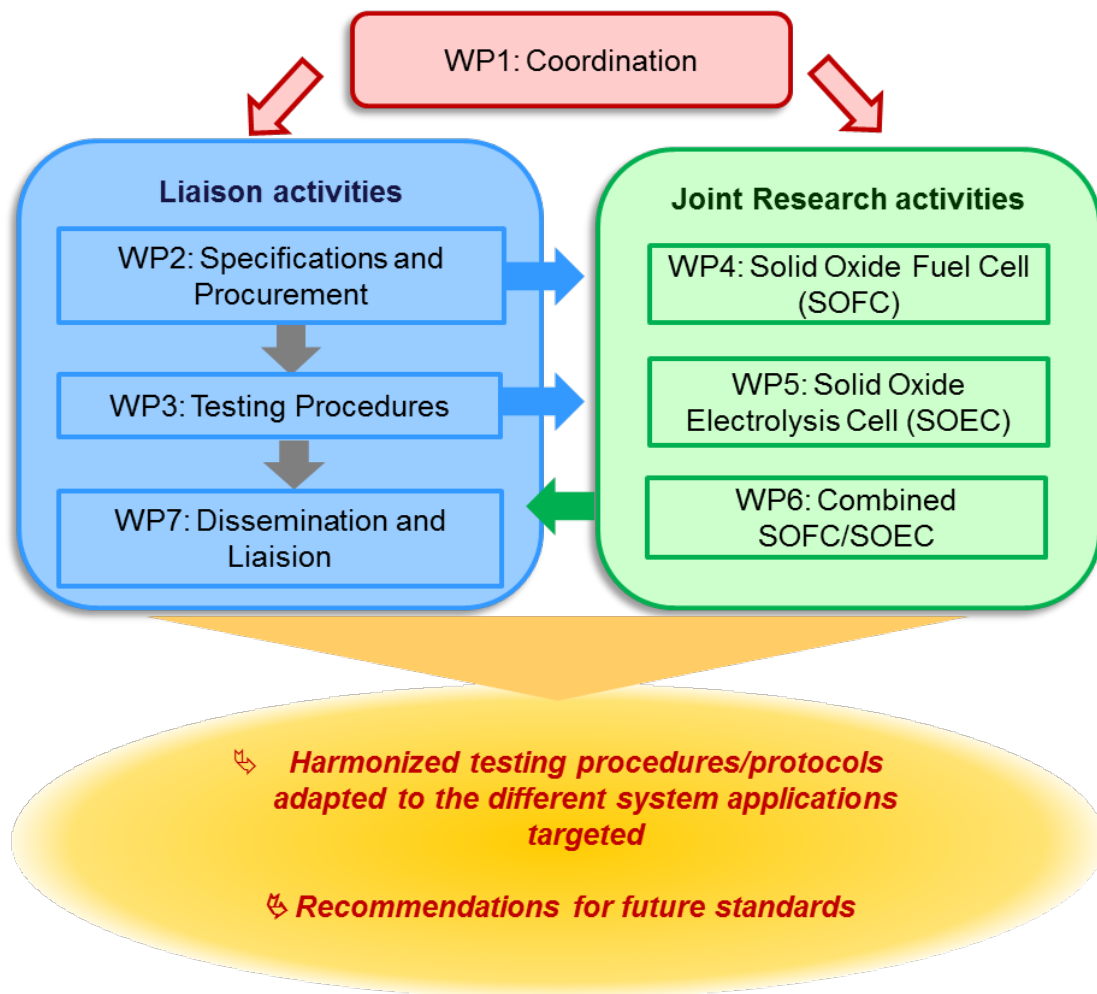 WP1: Coordination
Liaison activities
WP2: Specifications and
Procurement
WP3: Testing Procedures
WP7: Dissemination and
Liaision
Joint Research activities
WP4: Solid Oxide Fuel Cell
(SOFC)
WP5: Solid Oxide
Electrolysis Cell (SOEC)
WP6: Combined
SOFC/SOEC
Harmonized testing procedures/protocols
adapted to the different system applications
targeted
Recommendations for future standards